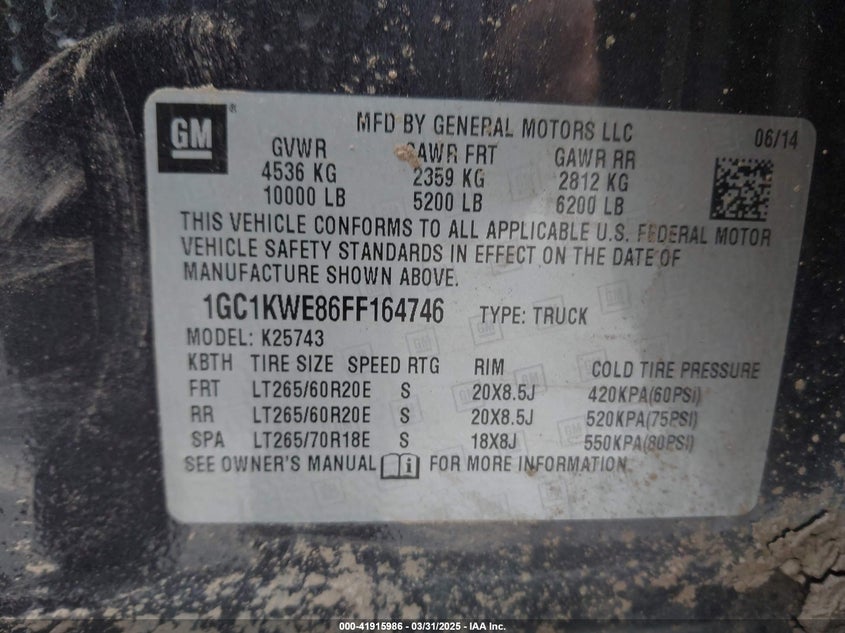 GM ®
MFD BY GENERAL MOTORS LLC
06/14
GVWR GAWR FRT GAWR RR
4536 KG 2359 KG 2812 KG
10000 LB 5200 LB 6200 LB
THIS VEHICLE CONFORMS TO ALL APPLICABLE U.S. FEDERAL MOTOR
VEHICLE SAFETY STANDARDS IN EFFECT ON THE DATE OF
MANUFACTURE SHOWN ABOVE.
1GC1KWE86FF164746 TYPE: TRUCK
MODEL: K25743
KBTH TIRE SIZE SPEED RTG RIM COLD TIRE PRESSURE
FRT LT265/60R20E S 20X8.5J 420KPA(60PSI)
RR LT265/60R20E S 20X8.5J 520KPA(75PSI)
SPA LT265/70R18E S 18X8J 550KPA(80PSI)
SEE OWNER'S MANUAL i FOR MORE INFORMATION
000-41915986 - 03/31/2025 - IAA Inc.